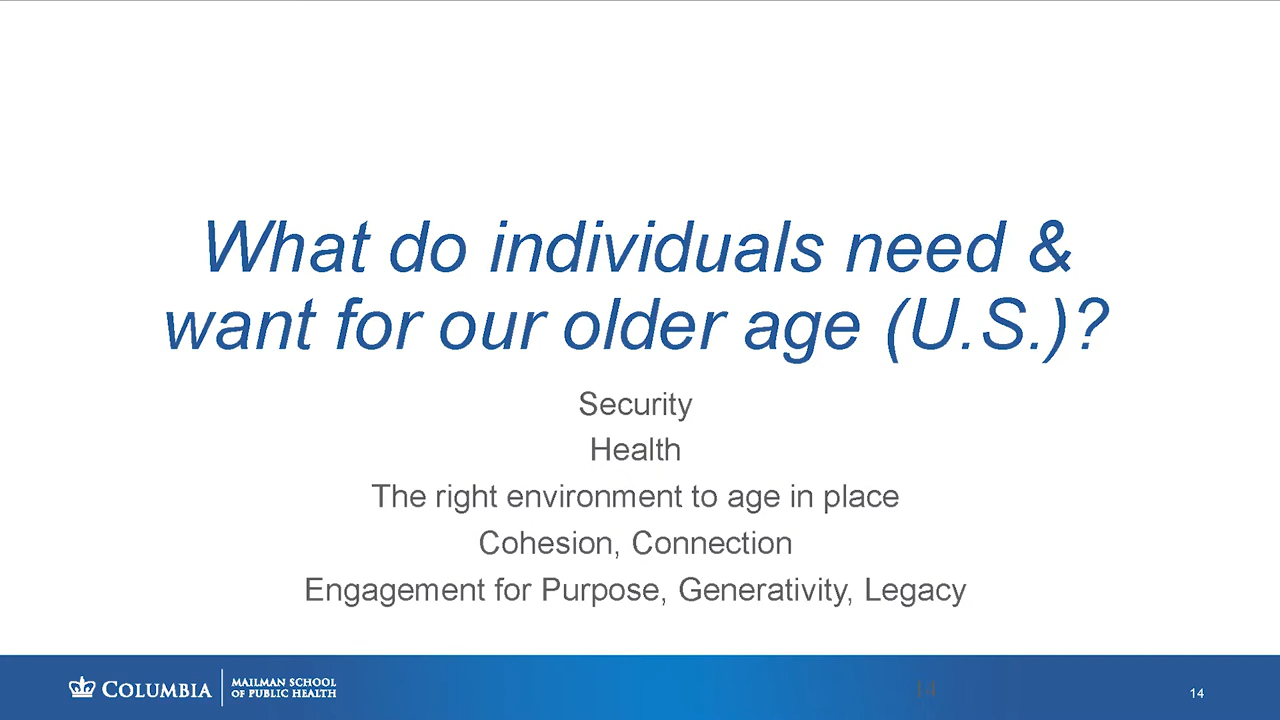 What do individuals need &
want for our older age (U.S.)?
Security
Health
The right environment to age in place
Cohesion, Connection
Engagement for Purpose, Generativity, Legacy
COLUMBIA
MAILMAN SCHOOL
OF PUBLIC HEALTH
14
14